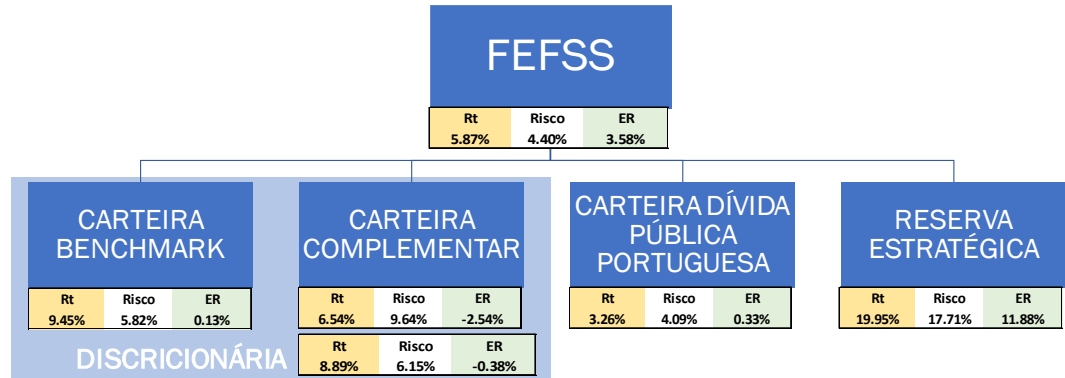 FEFSS
Rt Risco ER
5.87% 4.40% 3.58%
CARTEIRA
BENCHMARK
Rt Risco ER
9.45% 5.82% 0.13%
CARTEIRA
COMPLEMENTAR
Rt Risco ER
6.54% 9.64% -2.54%
DISCRICIONÁRIA
Rt Risco ER
8.89% 6.15% -0.38%
CARTEIRA DÍVIDA
PÚBLICA
PORTUGUESA
Rt Risco ER
3.26% 4.09% 0.33%
RESERVA
ESTRATÉGICA
Rt Risco ER
19.95% 17.71% 11.88%